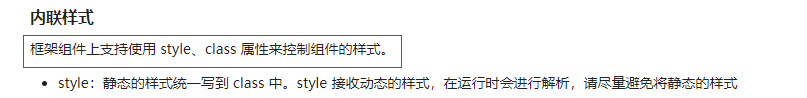 内联样式
框架组件上支持使用 style、class 属性来控制组件的样式。
• style：静态的样式统一写到 class 中。style 接收动态的样式，在运行时会进行解析，请尽量避免将静态的样式